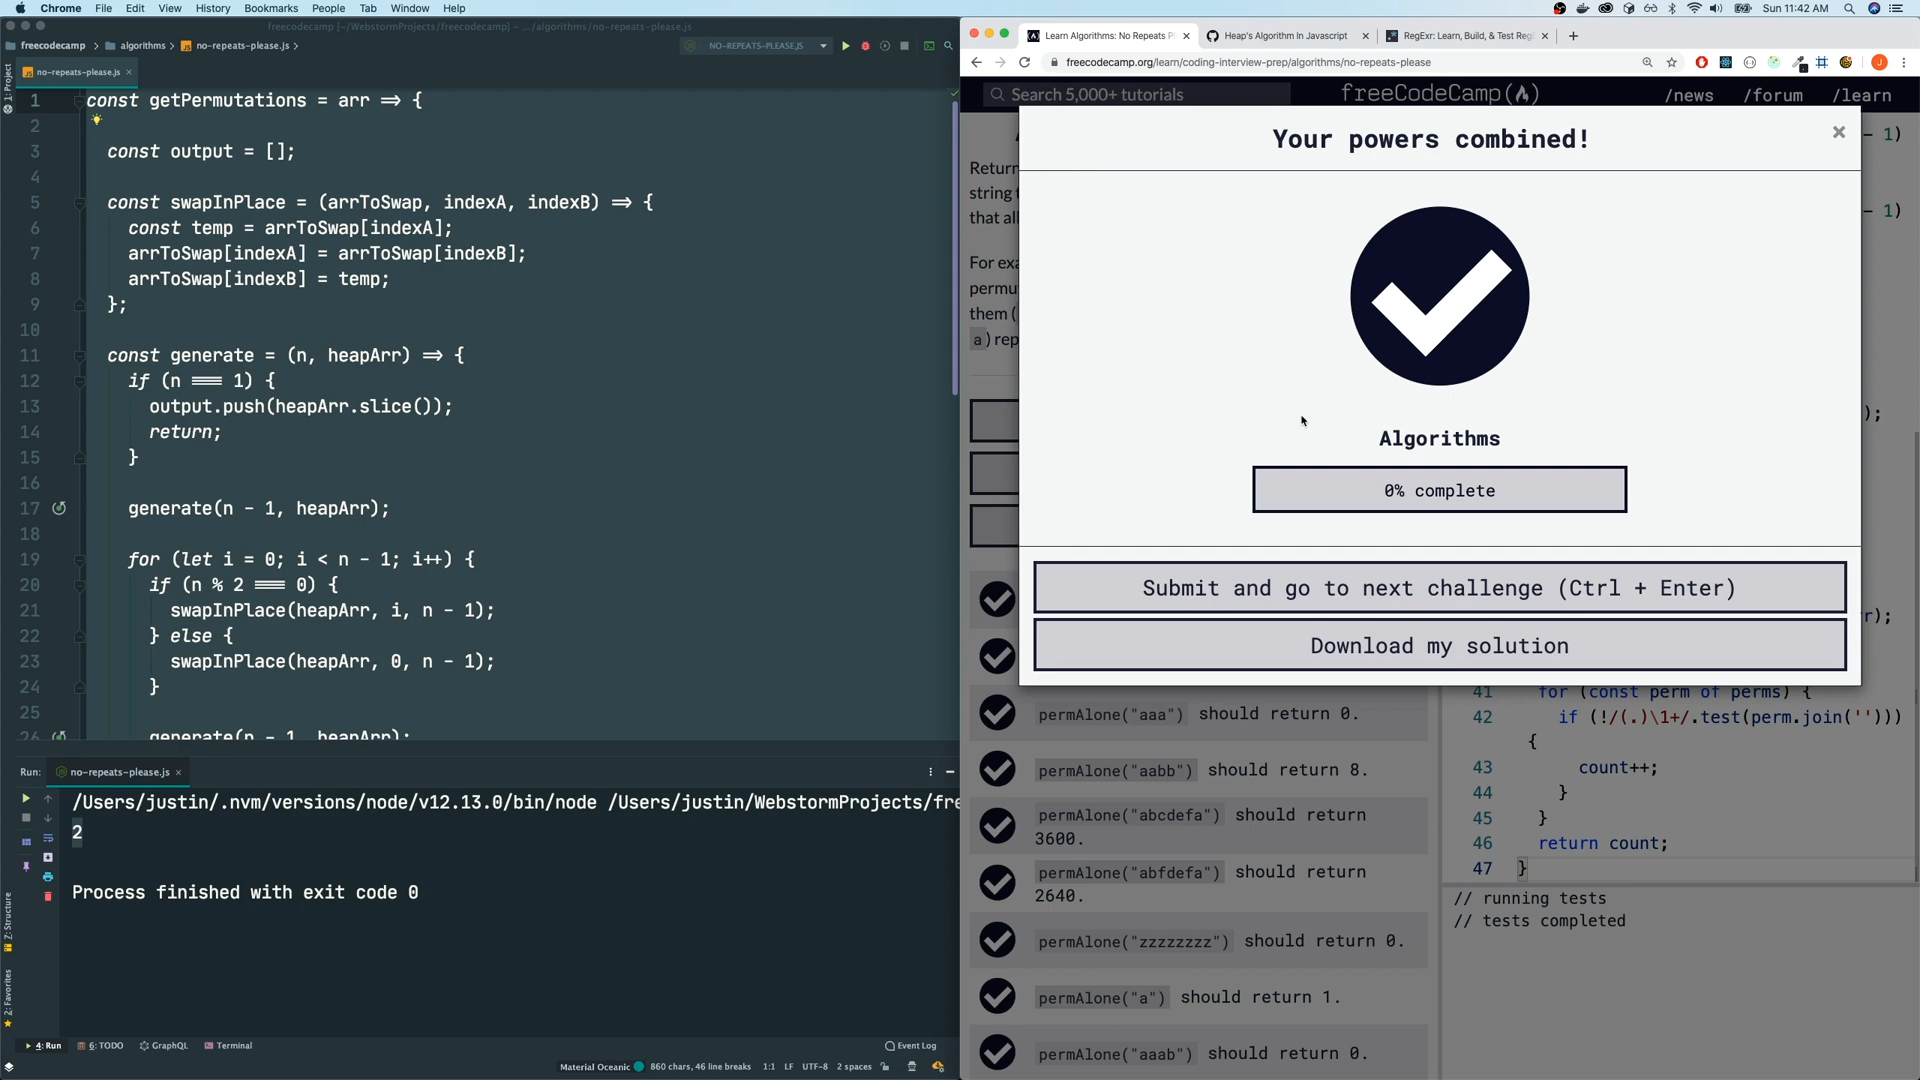 Chrome File Edit View History Bookmarks People Tab Window Help
Sun 11:42 AM
freecodecamp [~/WebstormProjects/freecodecamp] – .../algorithms/no-repeats-please.js
freecodecamp algorithms no-repeats-please.js
NO-REPEATS-PLEASE.JS
no-repeats-please.js ×
1: Project
1 const getPermutations = arr => {
2
3 const output = [];
4
5 const swapInPlace = (arrToSwap, indexA, indexB) => {
6 const temp = arrToSwap[indexA];
7 arrToSwap[indexA] = arrToSwap[indexB];
8 arrToSwap[indexB] = temp;
9 };
10
11 const generate = (n, heapArr) => {
12 if (n === 1) {
13 output.push(heapArr.slice());
14 return;
15 }
16
17 generate(n - 1, heapArr);
18
19 for (let i = 0; i < n - 1; i++) {
20 if (n % 2 === 0) {
21 swapInPlace(heapArr, i, n - 1);
22 } else {
23 swapInPlace(heapArr, 0, n - 1);
24 }
25
26 generate(n - 1, heapArr);
Run: no-repeats-please.js ×
/Users/justin/.nvm/versions/node/v12.13.0/bin/node /Users/justin/WebstormProjects/fre
2
Process finished with exit code 0
Z: Structure
2: Favorites
4: Run 6: TODO GraphQL Terminal
Event Log
Material Oceanic 860 chars, 46 line breaks 1:1 LF UTF-8 2 spaces
Learn Algorithms: No Repeats P ×
Heap's Algorithm In Javascript ×
RegExr: Learn, Build, & Test Reg ×
freecodecamp.org/learn/coding-interview-prep/algorithms/no-repeats-please
J
Search 5,000+ tutorials
freeCodeCamp
/news /forum /learn
Return
string t
that all
For exa
permu
them (
a ) rep
- 1)
- 1)
);
r);
Your powers combined!
×
Algorithms
0% complete
Submit and go to next challenge (Ctrl + Enter)
Download my solution
permAlone("aaa") should return 0.
permAlone("aabb") should return 8.
permAlone("abcdefa") should return
3600.
permAlone("abfdefa") should return
2640.
permAlone("zzzzzzzz") should return 0.
permAlone("a") should return 1.
permAlone("aaab") should return 0.
41 for (const perm of perms) {
42 if (!/(.)\1+/.test(perm.join('')))
{
43 count++;
44 }
45 }
46 return count;
47 }
// running tests
// tests completed